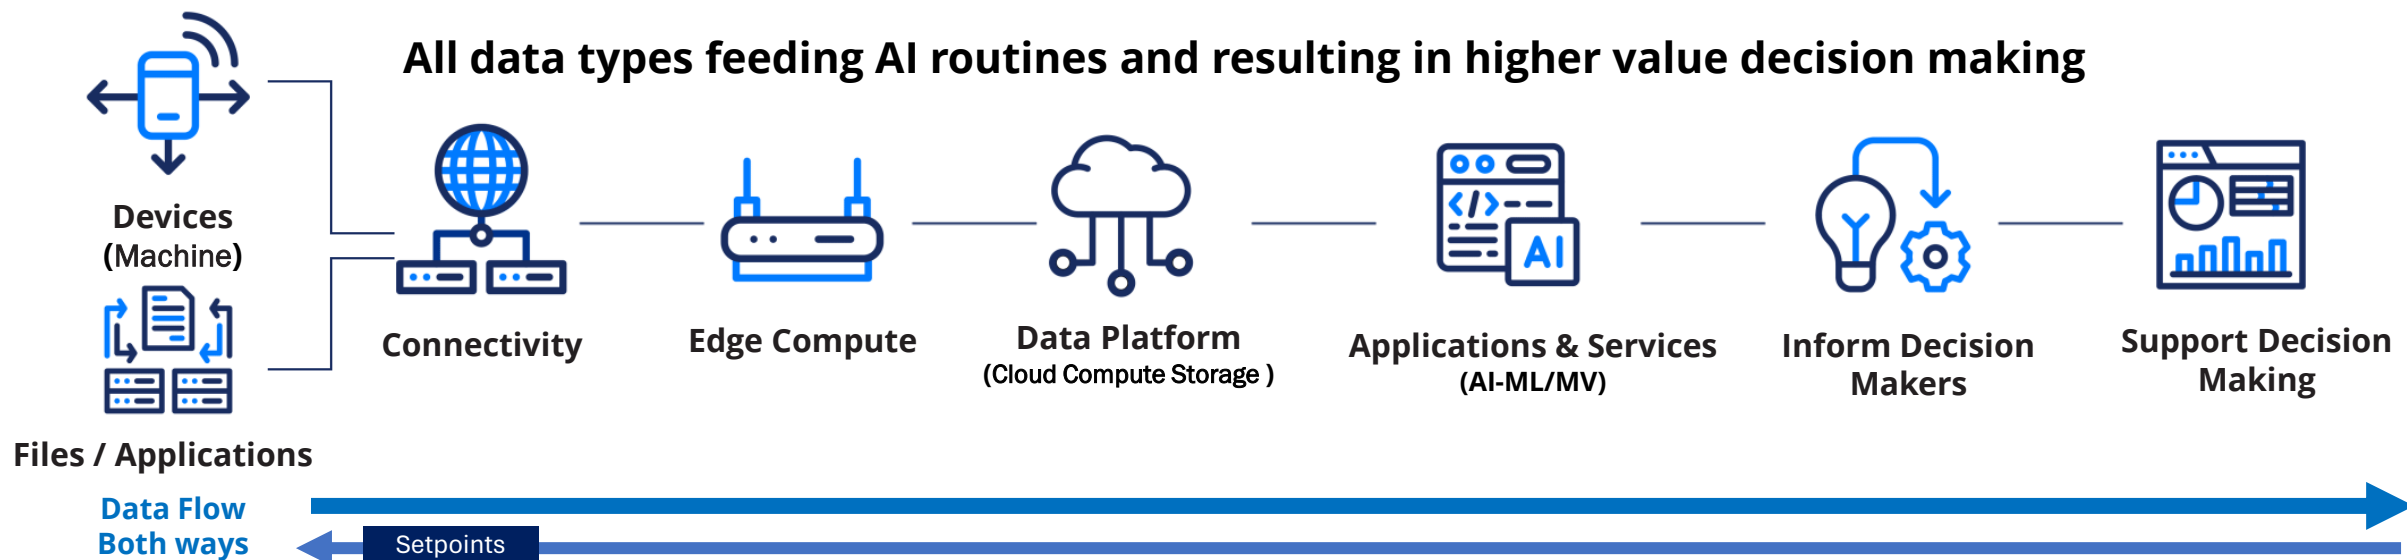 All data types feeding AI routines and resulting in higher value decision making
Devices
(Machine)
Files / Applications
Connectivity
Edge Compute
Data Platform
(Cloud Compute Storage )
AI
Applications & Services
(AI-ML/MV)
Inform Decision
Makers
Support Decision
Making
Data Flow
Both ways
Setpoints